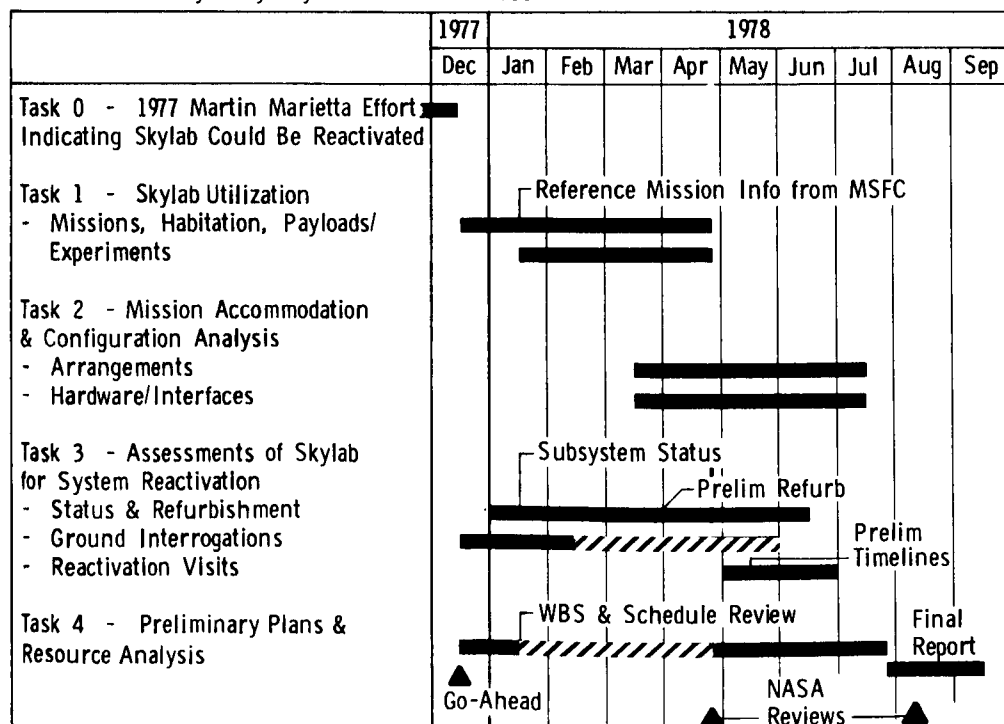 1977 1978
Dec Jan Feb Mar Apr May Jun Jul Aug Sep
Task 0 - 1977 Martin Marietta Effort
Indicating Skylab Could Be Reactivated
Task 1 - Skylab Utilization
- Missions, Habitation, Payloads/
Experiments
Reference Mission Info from MSFC
Task 2 - Mission Accommodation
& Configuration Analysis
- Arrangements
- Hardware/Interfaces
Task 3 - Assessments of Skylab
for System Reactivation
- Status & Refurbishment
- Ground Interrogations
- Reactivation Visits
Subsystem Status
Prelim Refurb
Prelim
Timelines
Task 4 - Preliminary Plans &
Resource Analysis
WBS & Schedule Review
Final
Report
Go-Ahead
NASA
Reviews